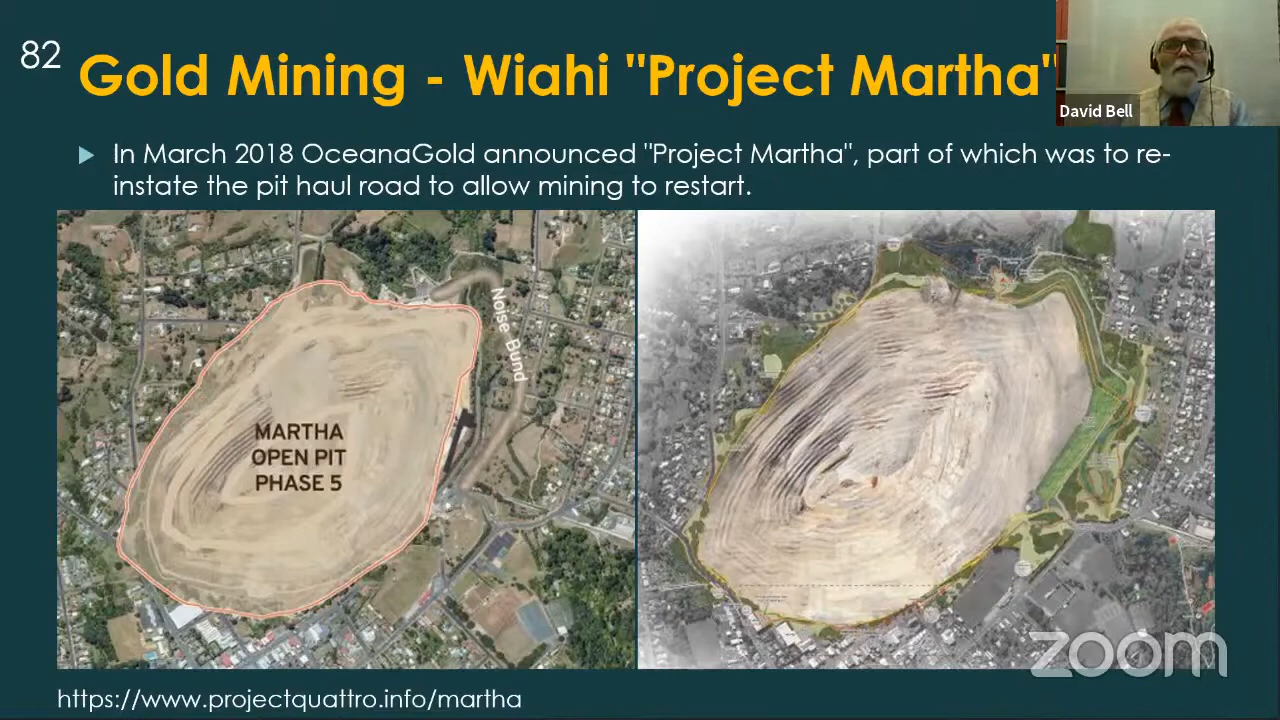 82
Gold Mining - Wiahi "Project Martha"
David Bell
In March 2018 OceanaGold announced "Project Martha", part of which was to re-
instate the pit haul road to allow mining to restart.
Noise Bund
MARTHA
OPEN PIT
PHASE 5
zoom
https://www.projectquattro.info/martha